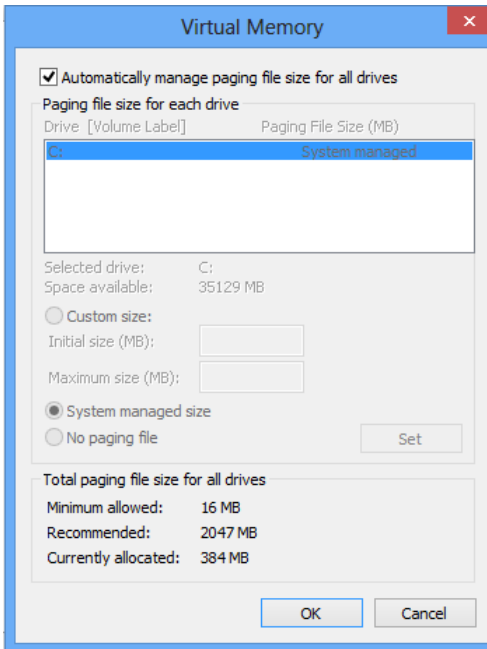 Virtual Memory
Automatically manage paging file size for all drives
Paging file size for each drive
Drive [Volume Label] Paging File Size (MB)
C: System managed
Selected drive: C:
Space available: 35129 MB
Custom size:
Initial size (MB):
Maximum size (MB):
System managed size
No paging file Set
Total paging file size for all drives
Minimum allowed: 16 MB
Recommended: 2047 MB
Currently allocated: 384 MB
OK Cancel